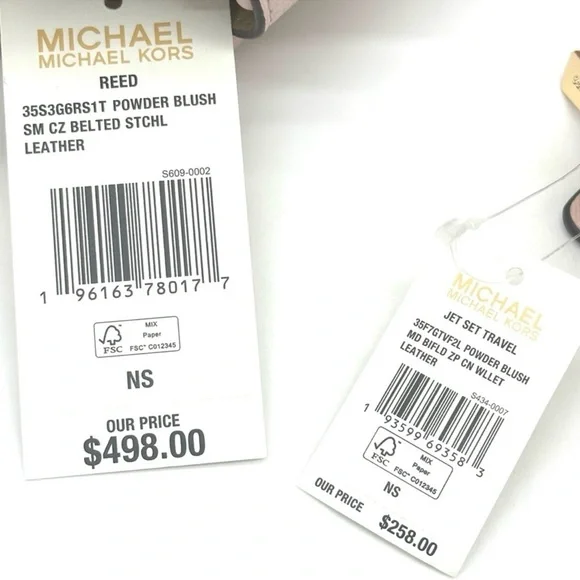 MICHAEL
MICHAEL KORS
REED
35S3G6RS1T POWDER BLUSH
SM CZ BELTED STCHL
LEATHER
S609-0002
1 96163 78017 7
FSC
MIX
Paper
FSC™ C012345
NS
OUR PRICE
$498.00
MICHAEL
MICHAEL KORS
JET SET TRAVEL
35F7GTVF2L POWDER BLUSH
MD BIFLD ZP CN WLLET
LEATHER
S434-0007
1 93599 69358 3
FSC
MIX
Paper
FSC™ C012345
NS
OUR PRICE
$258.00